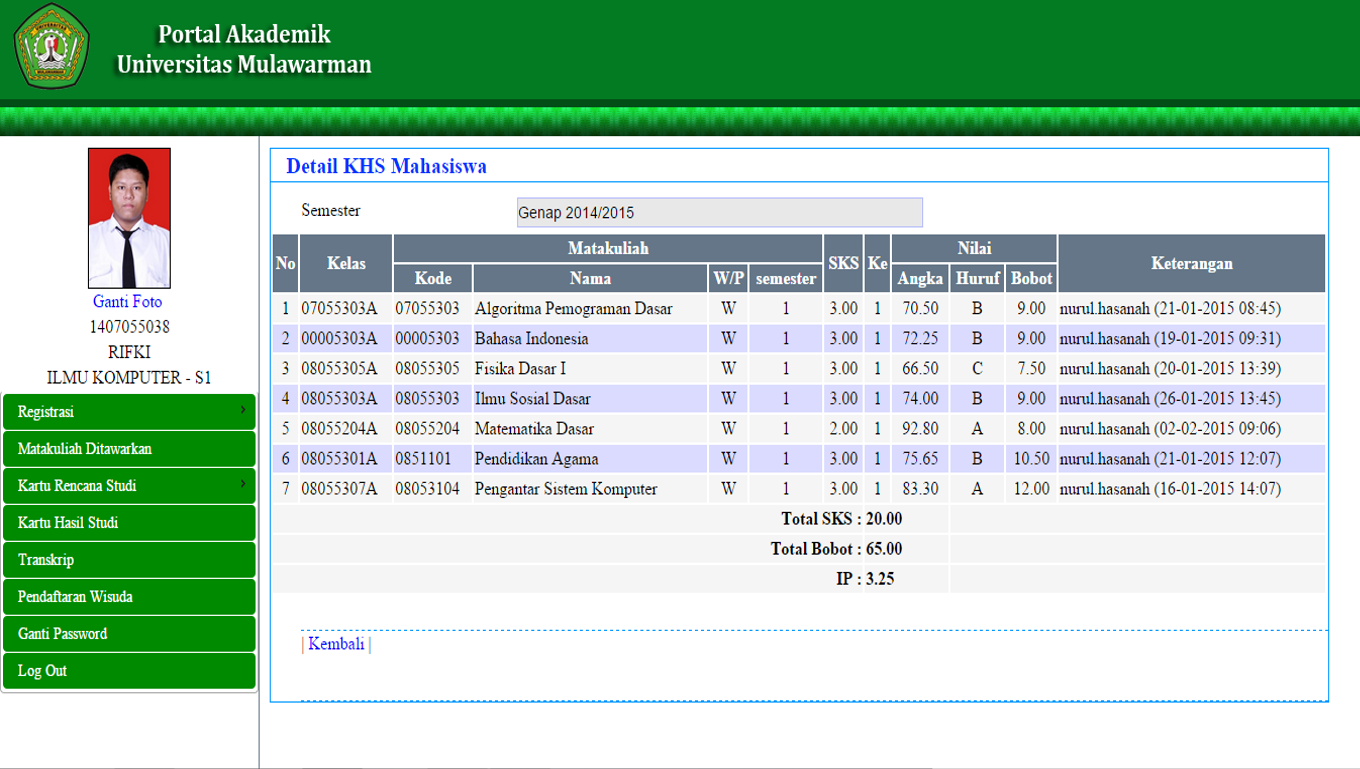 Portal Akademik
Universitas Mulawarman
Ganti Foto
1407055038
RIFKI
ILMU KOMPUTER - S1
Registrasi
Matakuliah Ditawarkan
Kartu Rencana Studi
Kartu Hasil Studi
Transkrip
Pendaftaran Wisuda
Ganti Password
Log Out
Detail KHS Mahasiswa
Semester Genap 2014/2015
No Kelas Matakuliah SKS Ke Nilai Keterangan
Kode Nama W/P semester Angka Huruf Bobot
1 07055303A 07055303 Algoritma Pemograman Dasar W 1 3.00 1 70.50 B 9.00 nurul.hasanah (21-01-2015 08:45)
2 00005303A 00005303 Bahasa Indonesia W 1 3.00 1 72.25 B 9.00 nurul.hasanah (19-01-2015 09:31)
3 08055305A 08055305 Fisika Dasar I W 1 3.00 1 66.50 C 7.50 nurul.hasanah (20-01-2015 13:39)
4 08055303A 08055303 Ilmu Sosial Dasar W 1 3.00 1 74.00 B 9.00 nurul.hasanah (26-01-2015 13:45)
5 08055204A 08055204 Matematika Dasar W 1 2.00 1 92.80 A 8.00 nurul.hasanah (02-02-2015 09:06)
6 08055301A 0851101 Pendidikan Agama W 1 3.00 1 75.65 B 10.50 nurul.hasanah (21-01-2015 12:07)
7 08055307A 08053104 Pengantar Sistem Komputer W 1 3.00 1 83.30 A 12.00 nurul.hasanah (16-01-2015 14:07)
Total SKS : 20.00
Total Bobot : 65.00
IP : 3.25
| Kembali |